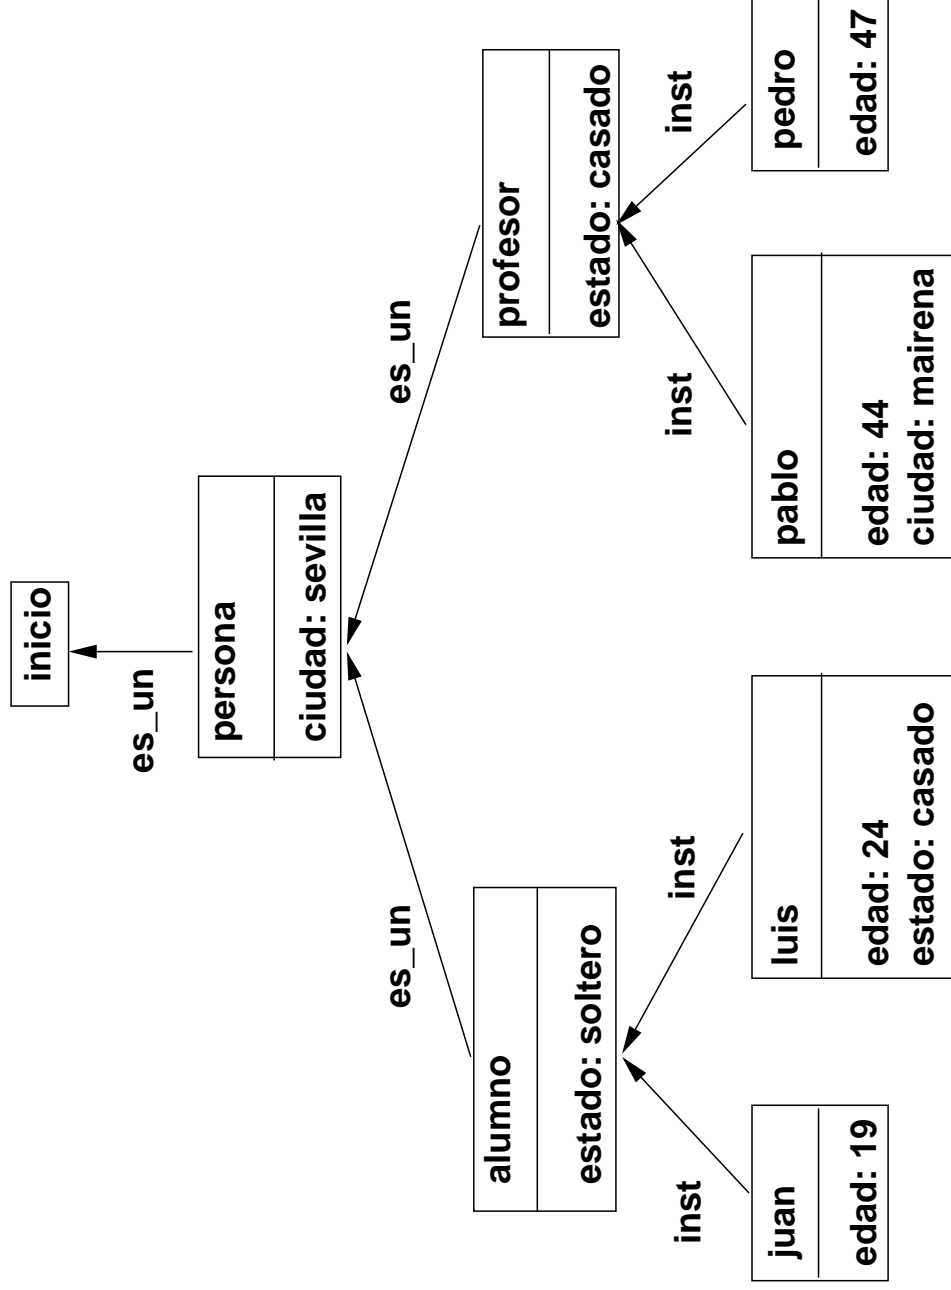 inicio
es_un
persona
ciudad: sevilla
es_un
es_un
alumno
estado: soltero
profesor
estado: casado
inst
inst
inst
inst
juan
edad: 19
luis
edad: 24
estado: casado
pablo
edad: 44
ciudad: mairena
pedro
edad: 47